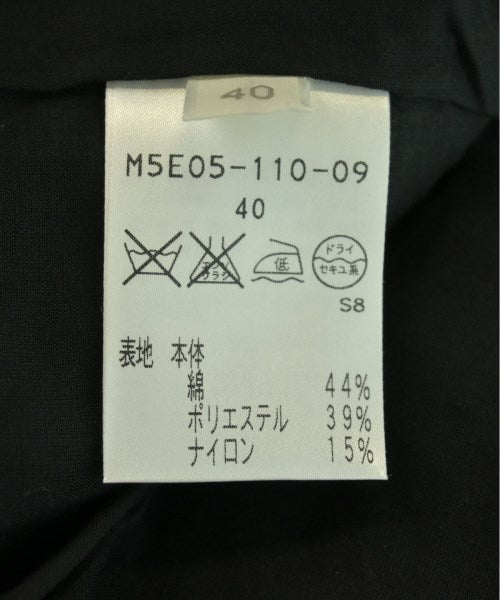 40
M5E05-110-09
40
低
ドライ
セキユ系
S8
表地 本体
綿 44%
ポリエステル 39%
ナイロン 15%